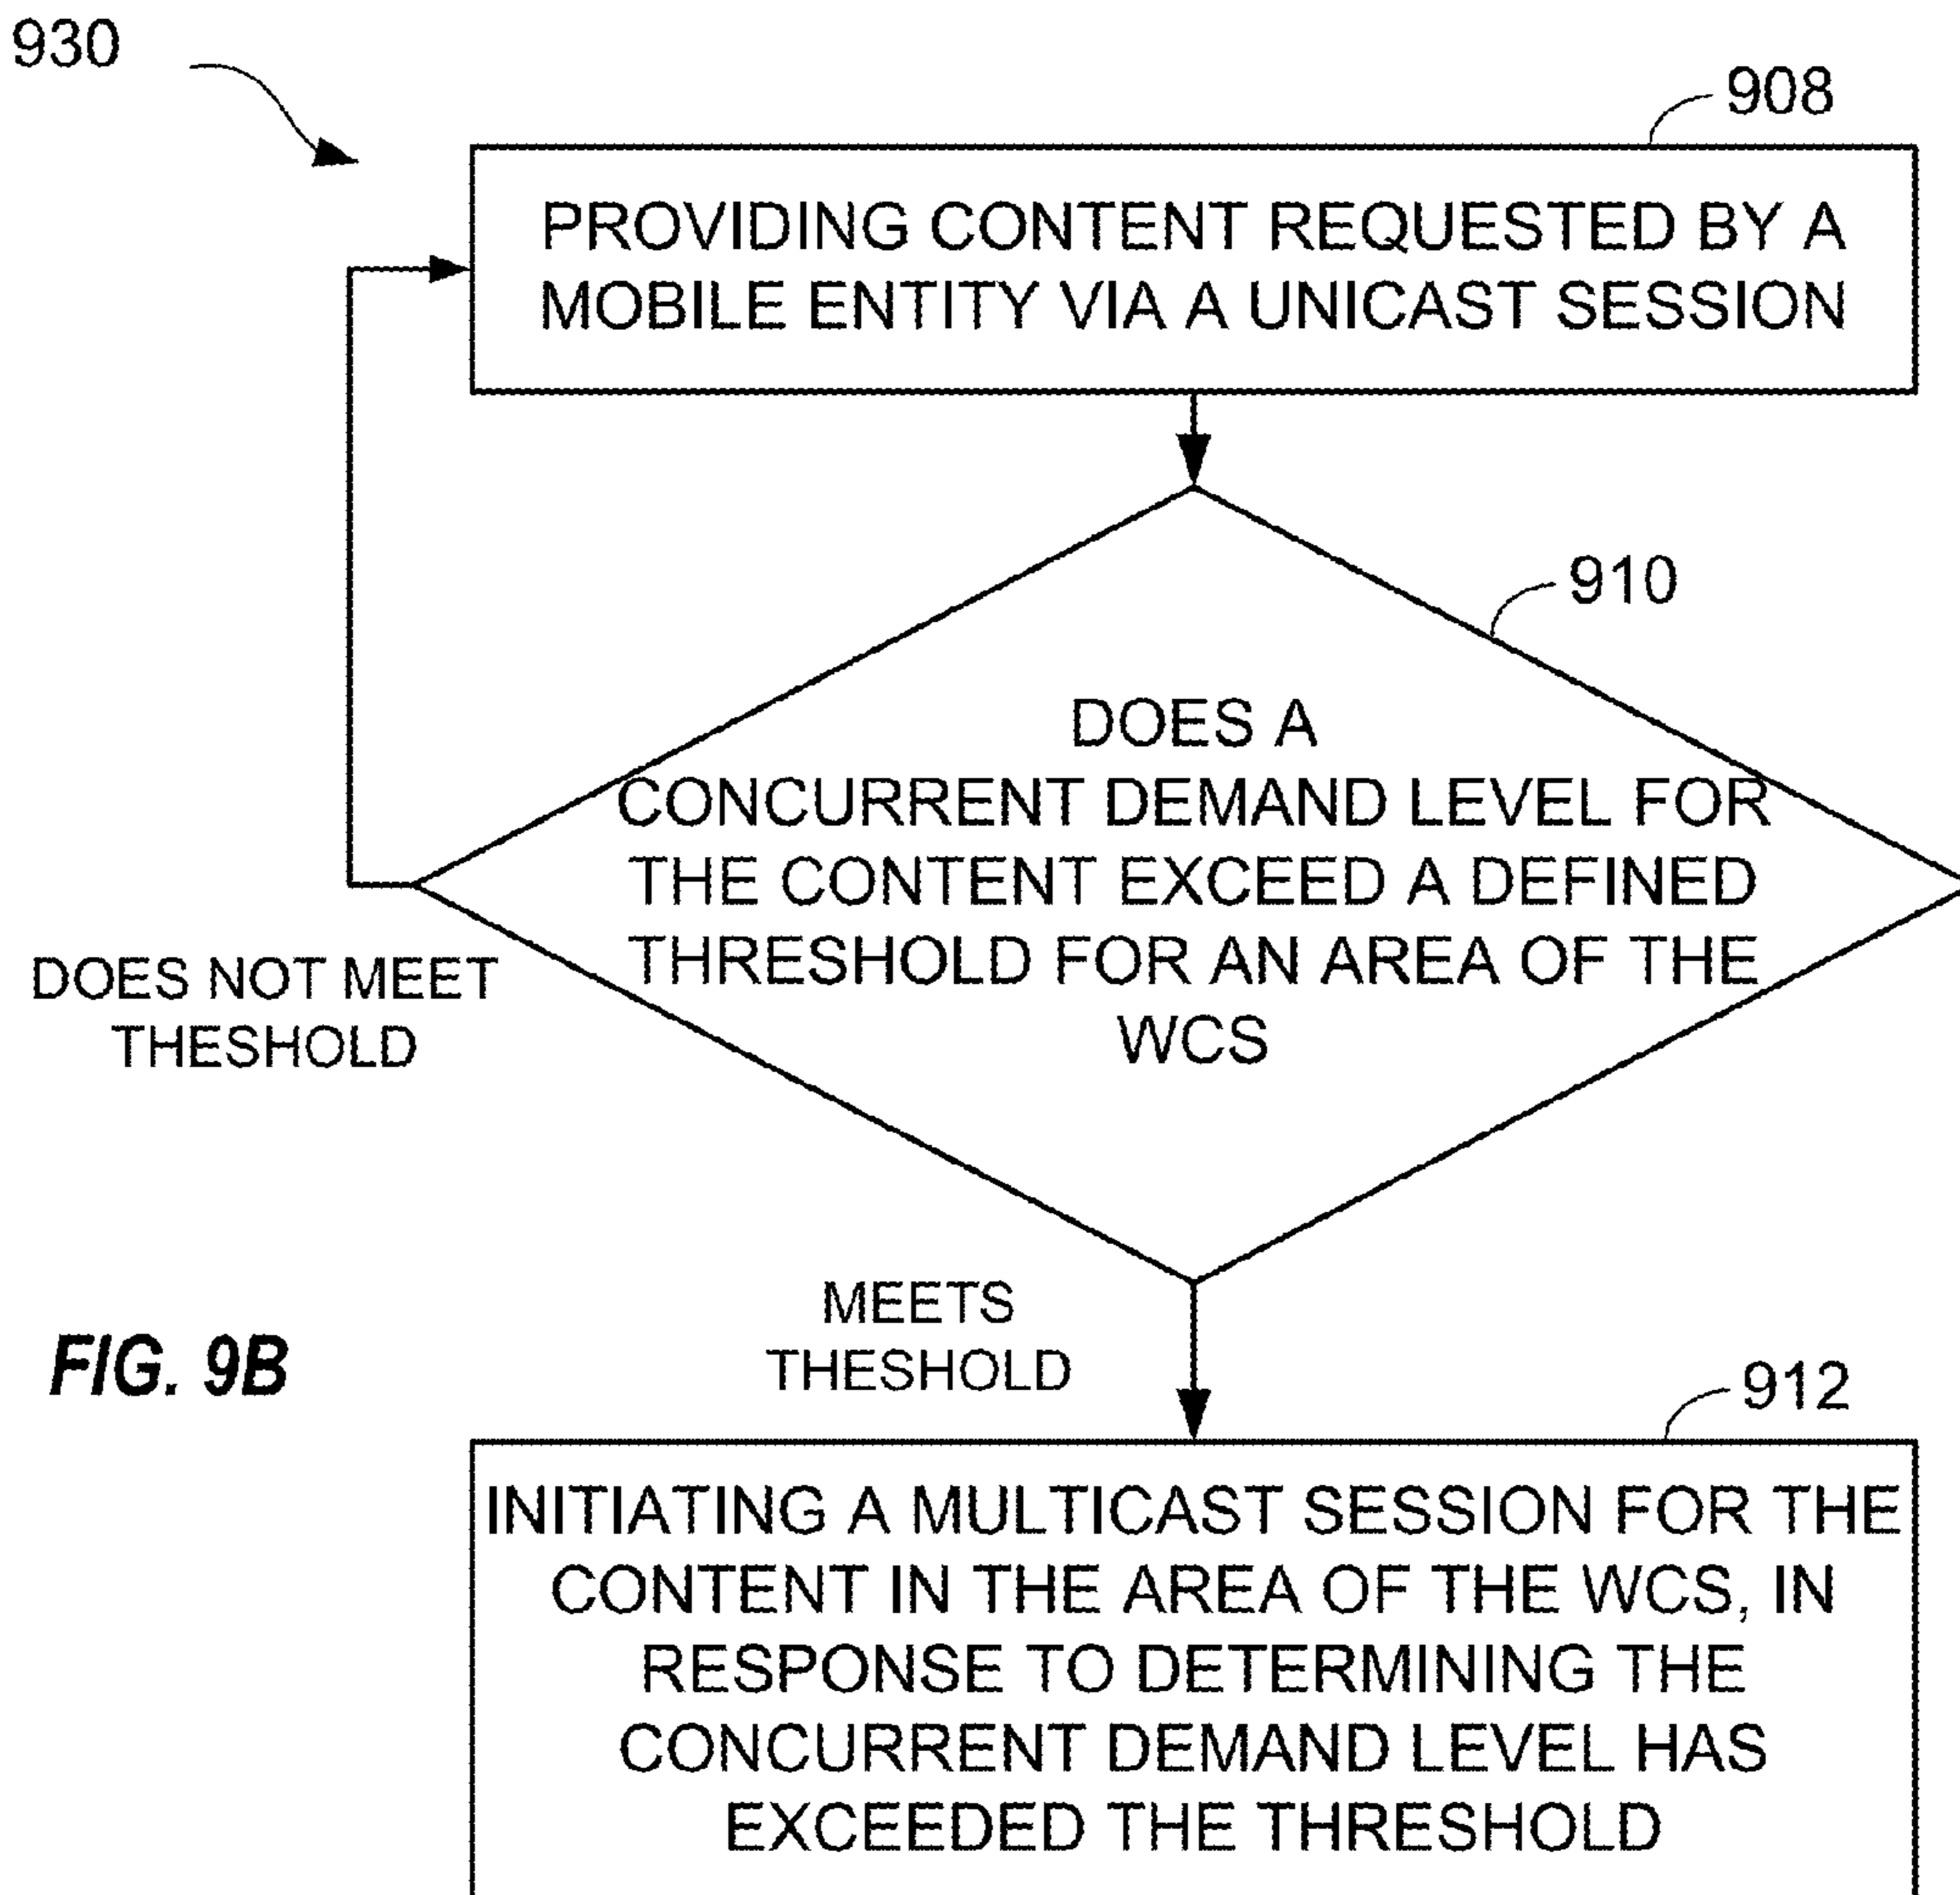 930
908
PROVIDING CONTENT REQUESTED BY A
MOBILE ENTITY VIA A UNICAST SESSION
910
DOES A
CONCURRENT DEMAND LEVEL FOR
THE CONTENT EXCEED A DEFINED
THRESHOLD FOR AN AREA OF THE
WCS
DOES NOT MEET
THESHOLD
MEETS
THESHOLD
FIG. 9B
912
INITIATING A MULTICAST SESSION FOR THE
CONTENT IN THE AREA OF THE WCS, IN
RESPONSE TO DETERMINING THE
CONCURRENT DEMAND LEVEL HAS
EXCEEDED THE THRESHOLD